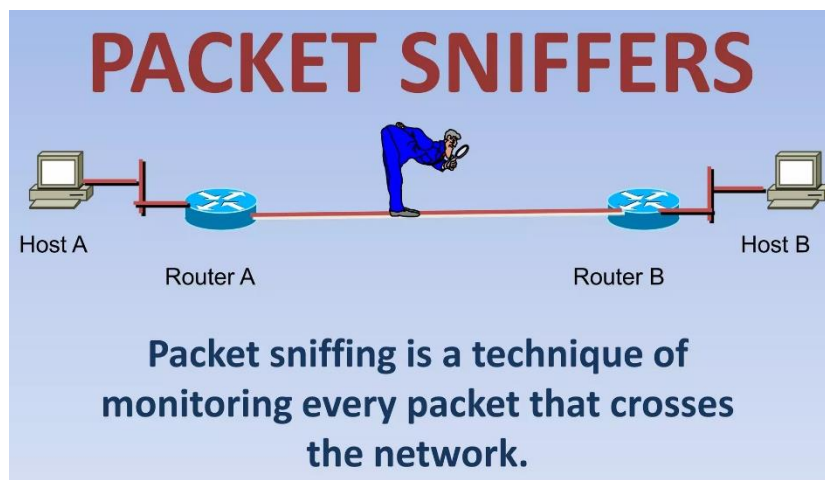 PACKET SNIFFERS
Host A
Router A
Router B
Host B
Packet sniffing is a technique of
monitoring every packet that crosses
the network.